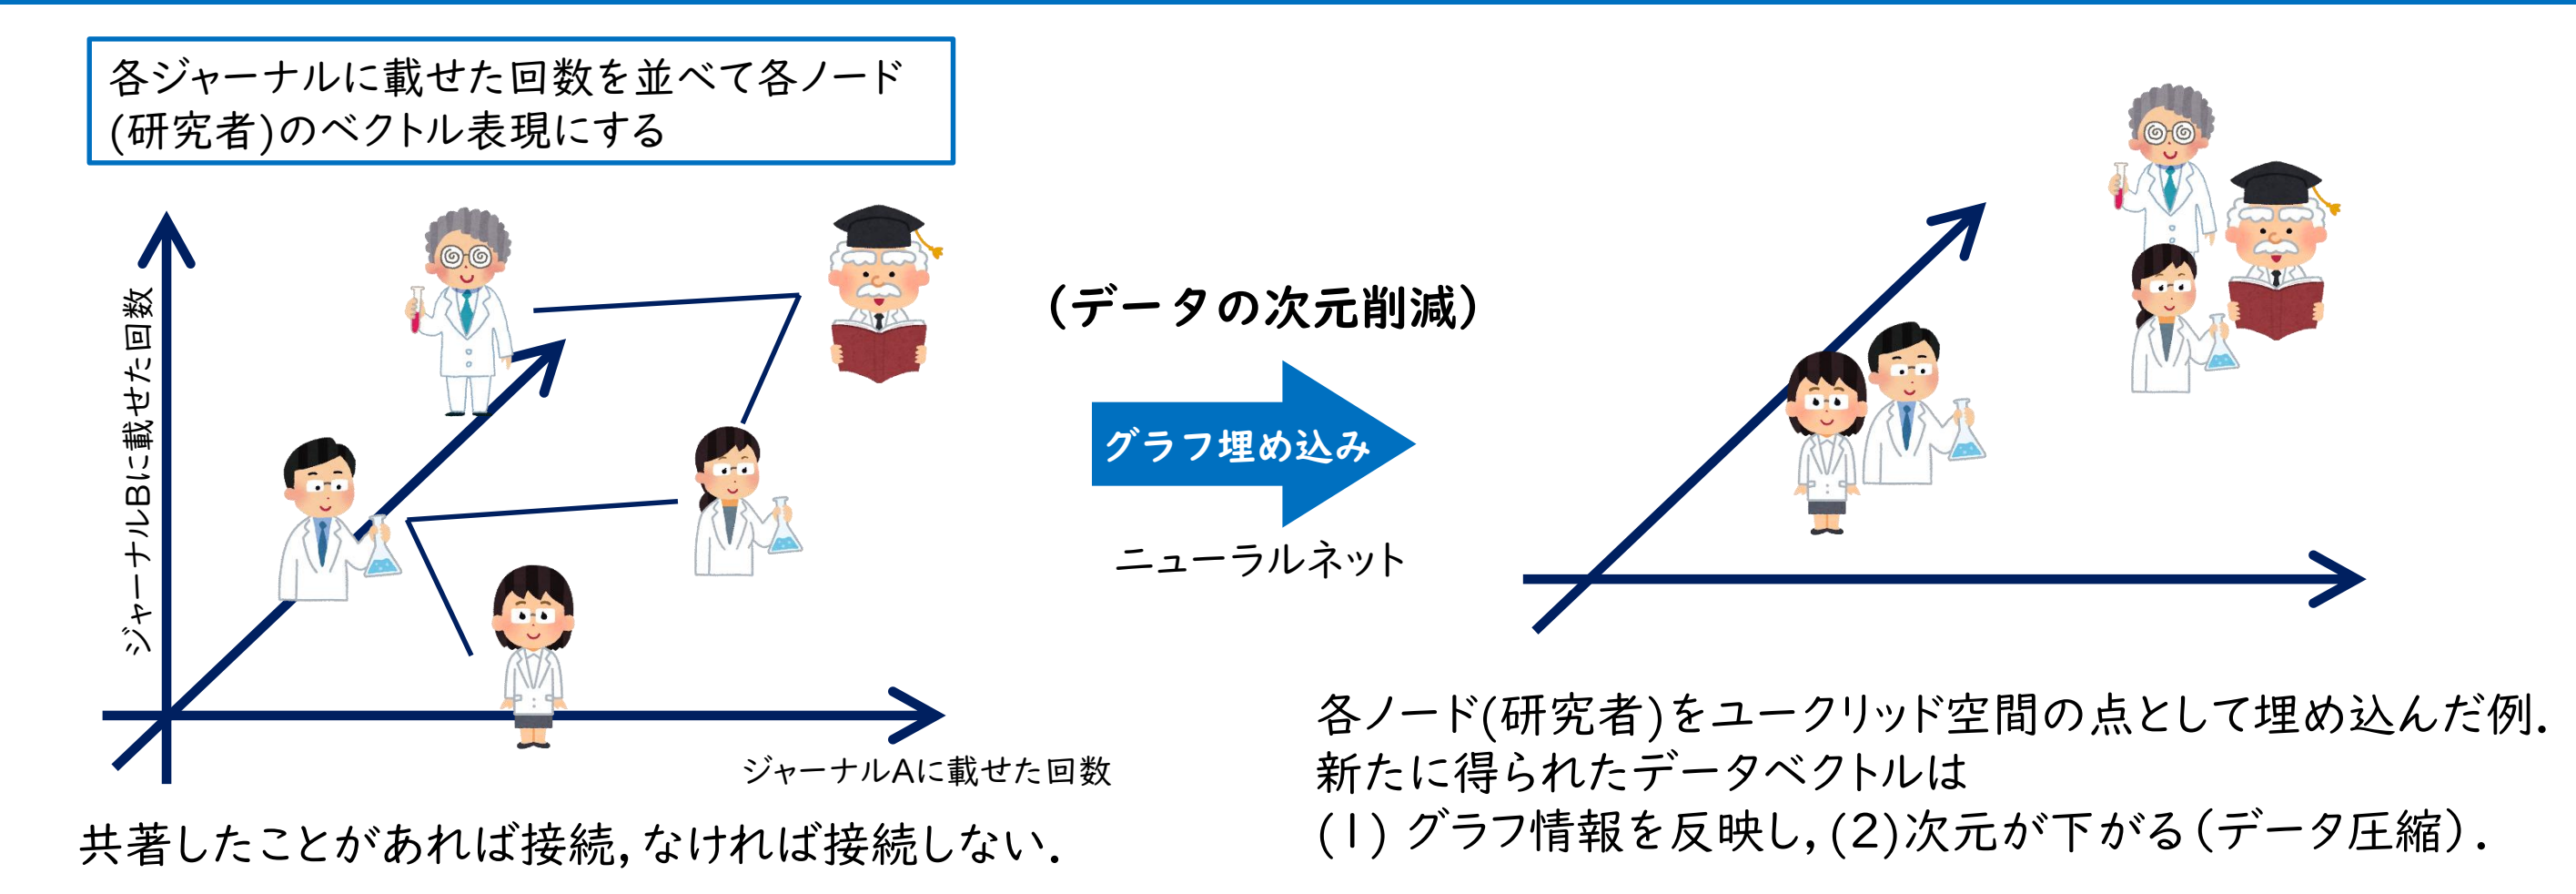 各ジャーナルに載せた回数を並べて各ノード
(研究者)のベクトル表現にする
ジャーナルBに載せた回数
ジャーナルAに載せた回数
共著したことがあれば接続,なければ接続しない.
(データの次元削減)
グラフ埋め込み
ニューラルネット
各ノード(研究者)をユークリッド空間の点として埋め込んだ例.
新たに得られたデータベクトルは
(1) グラフ情報を反映し,(2)次元が下がる(データ圧縮).